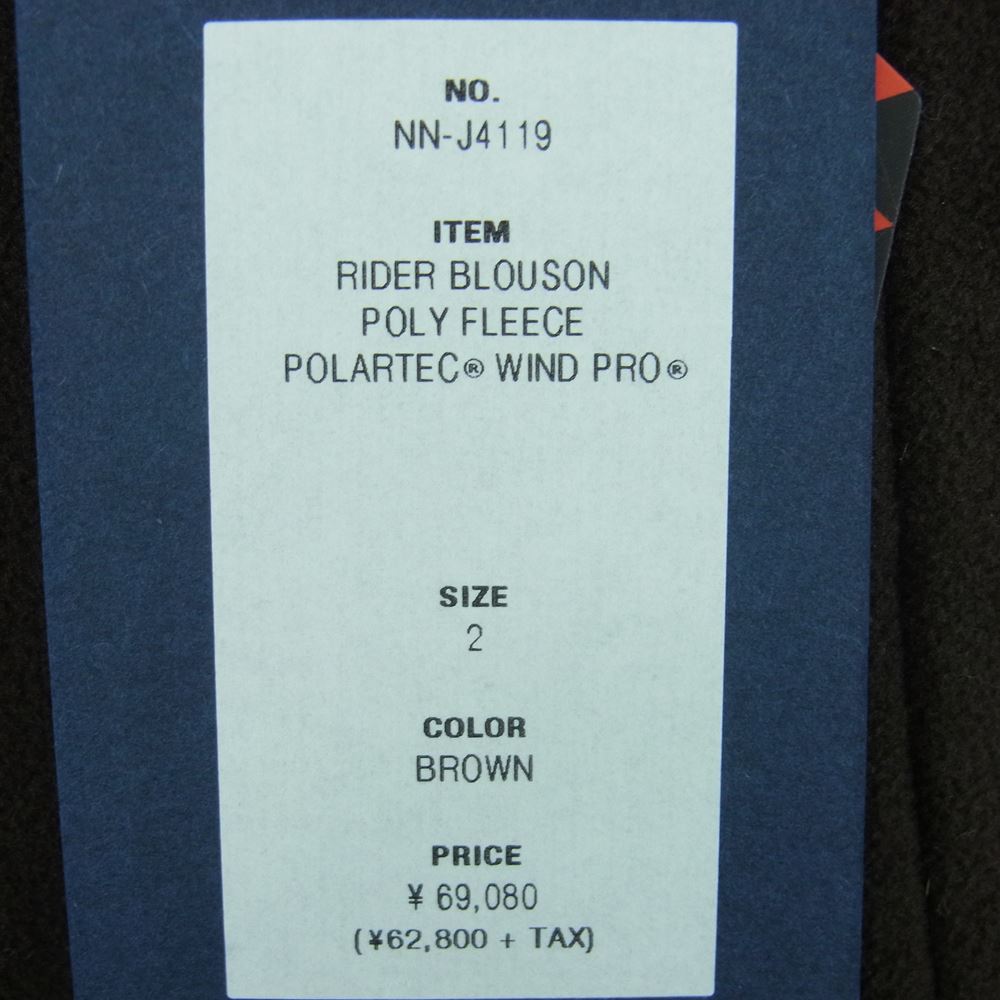 NO.
NN-J4119
ITEM
RIDER BLOUSON
POLY FLEECE
POLARTEC® WIND PRO®
SIZE
2
COLOR
BROWN
PRICE
¥ 69,080
(¥62,800 + TAX)